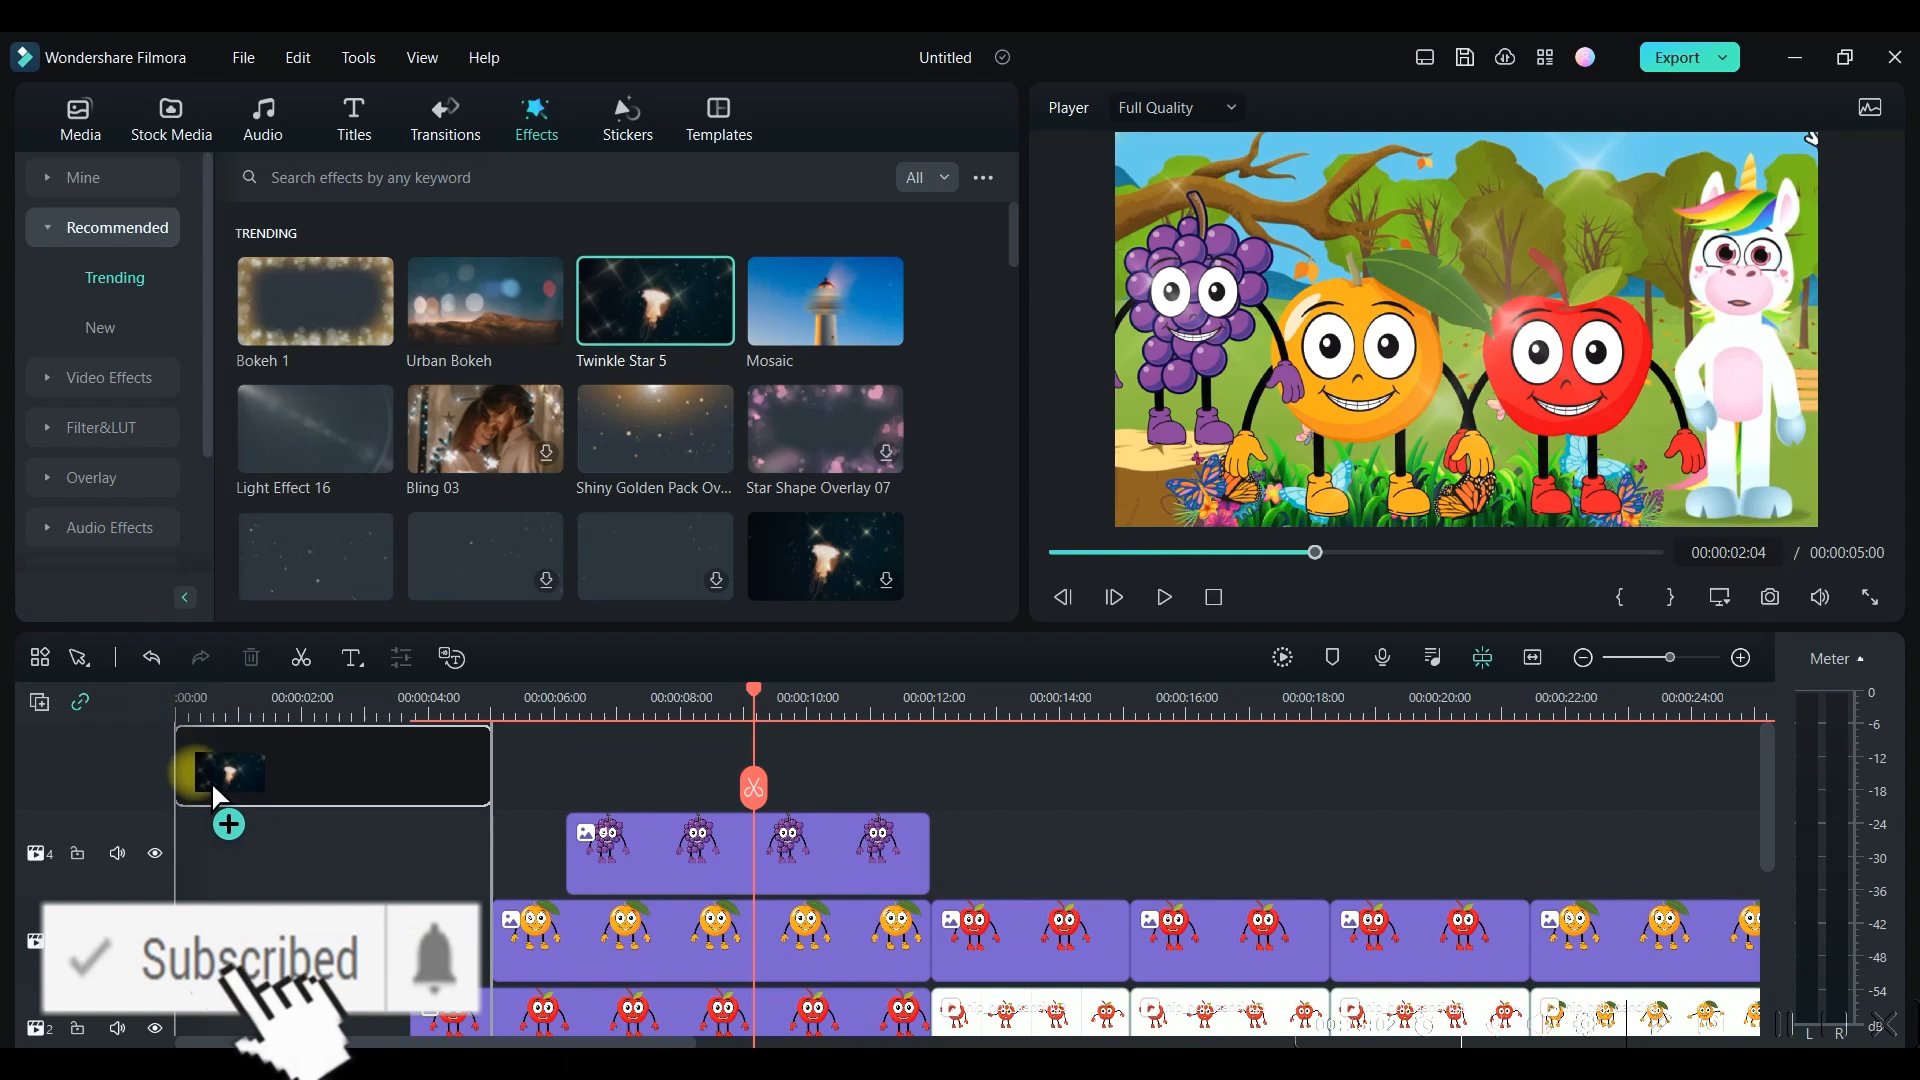 Wondershare Filmora File Edit Tools View Help Untitled Export
Media Stock Media Audio Titles Transitions Effects Stickers Templates
Player Full Quality
Mine
Search effects by any keyword
All
Recommended
TRENDING
Trending
New
Bokeh 1 Urban Bokeh Twinkle Star 5 Mosaic
Video Effects
Filter&LUT
Overlay
Light Effect 16 Bling 03 Shiny Golden Pack Ov... Star Shape Overlay 07
Audio Effects
00:00:02:04 / 00:00:05:00
Meter
:00:00 00:00:02:00 00:00:04:00 00:00:06:00 00:00:08:00 00:00:10:00 00:00:12:00 00:00:14:00 00:00:16:00 00:00:18:00 00:00:20:00 00:00:22:00 00:00:24:00
0
-6
-12
-18
-24
-30
-36
-42
-48
-54
dB
L R
4
Subscribed
2